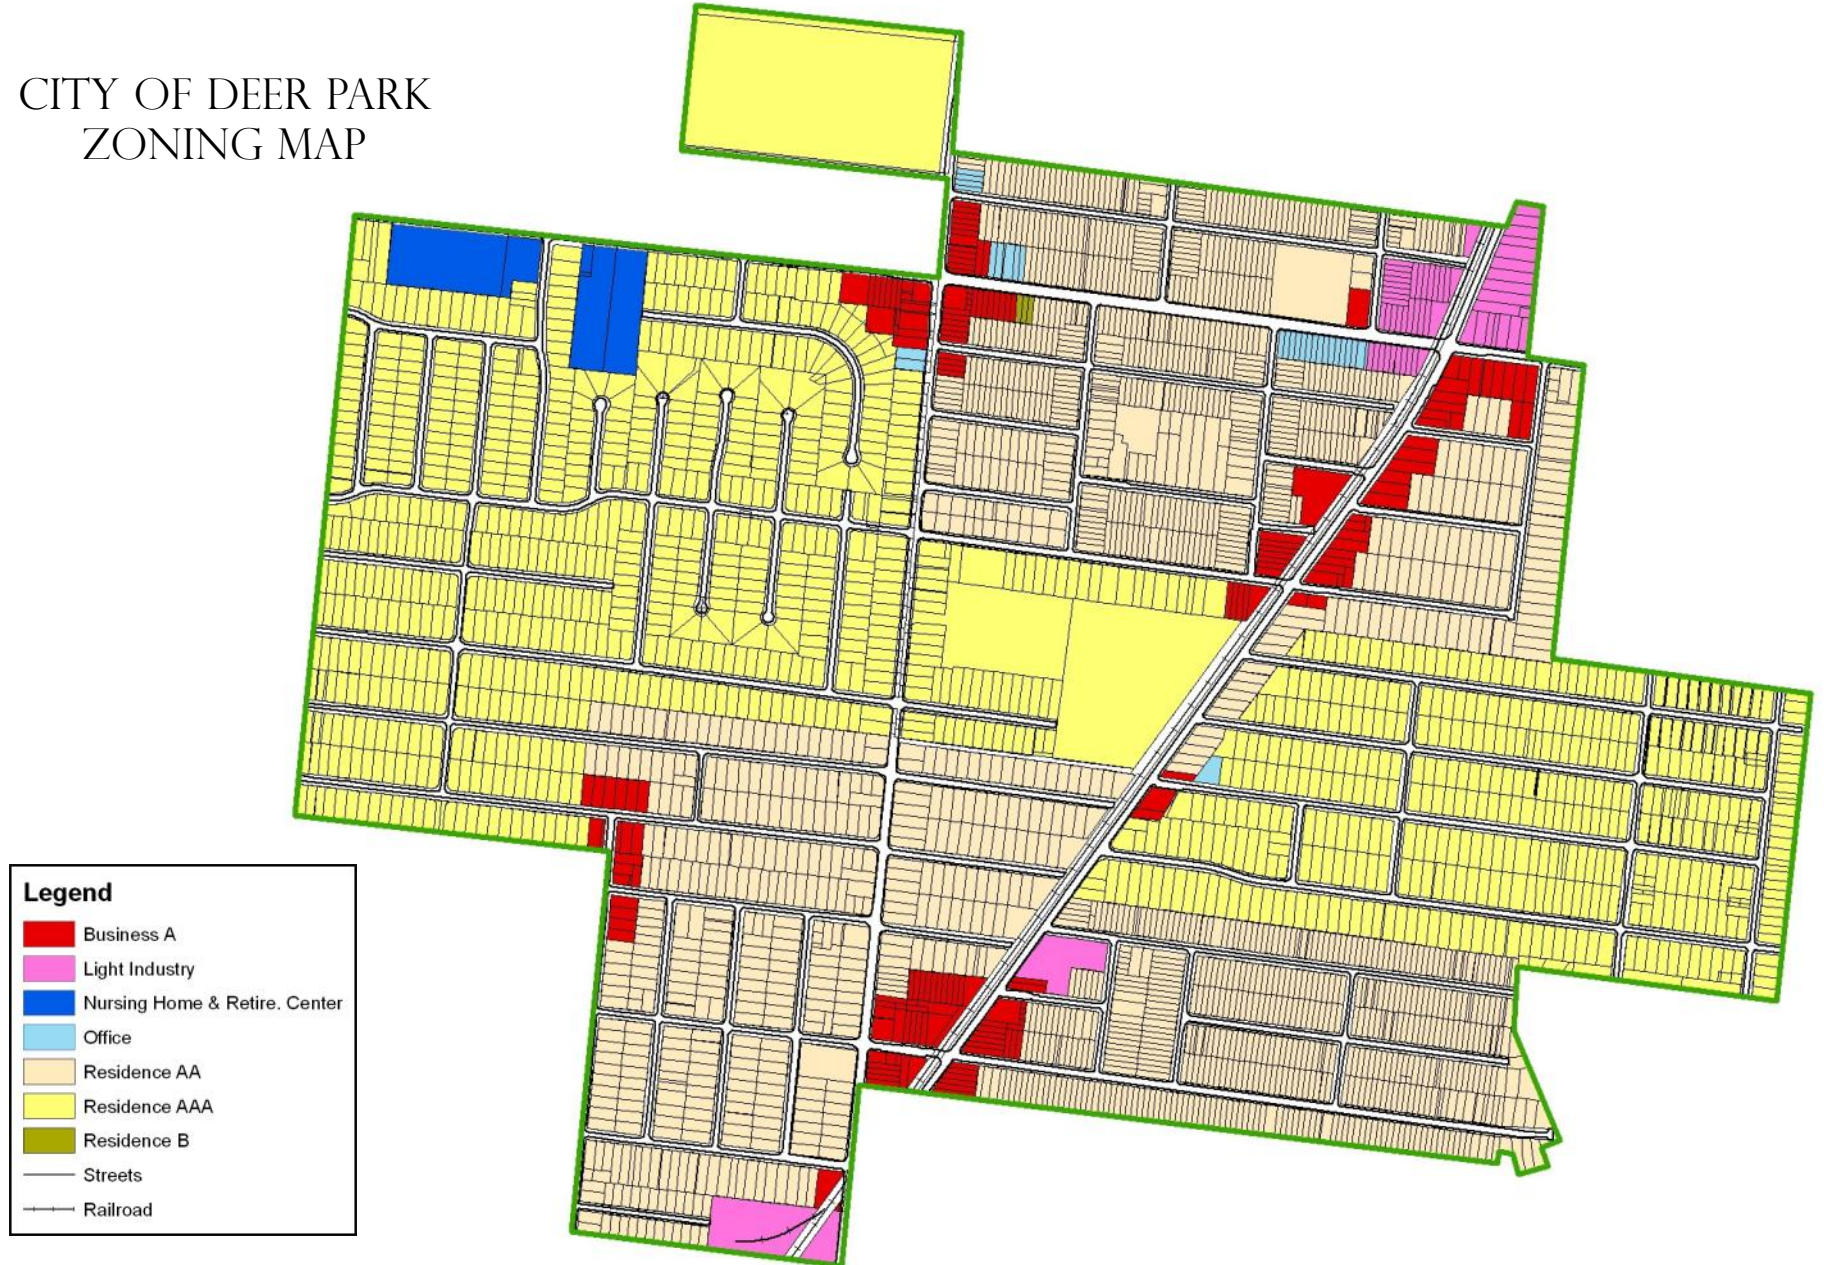 CITY OF DEER PARK
ZONING MAP
Legend
Business A
Light Industry
Nursing Home & Retire. Center
Office
Residence AA
Residence AAA
Residence B
Streets
Railroad